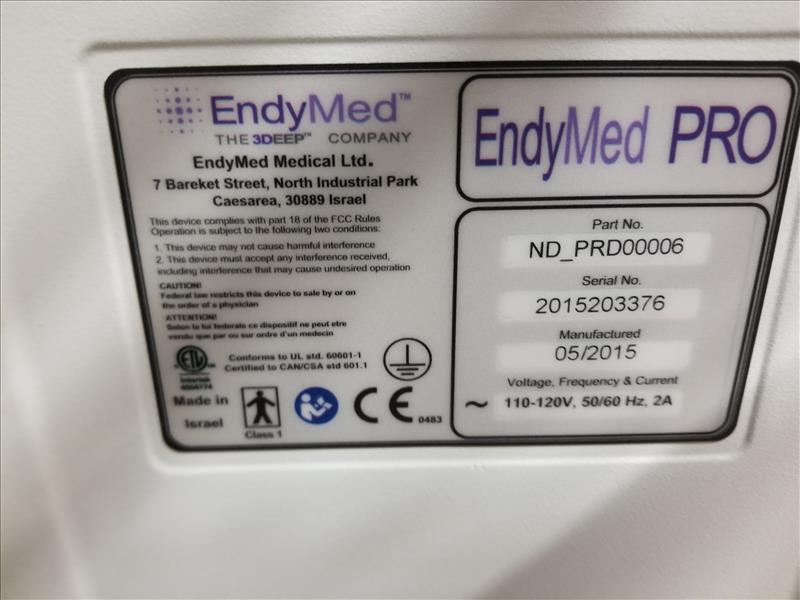 EndyMed™
THE 3DEEP™ COMPANY
EndyMed Medical Ltd.
7 Bareket Street, North Industrial Park
Caesarea, 30889 Israel
This device complies with part 18 of the FCC Rules
Operation is subject to the following two conditions:
1. This device may not cause harmful interference
2. This device must accept any interference received,
including interference that may cause undesired operation
CAUTION!
Federal law restricts this device to sale by or on
the order of a physician
ATTENTION!
Selon la loi federale ce dispositif ne peut etre
vendu que par ou sur ordre d'un medecin
ETL
Intertek
Conforms to UL std. 60601-1
Certified to CAN/CSA std 601.1
Made in
Israel
Class 1
CE 0483
EndyMed PRO
Part No.
ND_PRD00006
Serial No.
2015203376
Manufactured
05/2015
Voltage, Frequency & Current
~ 110-120V, 50/60 Hz, 2A